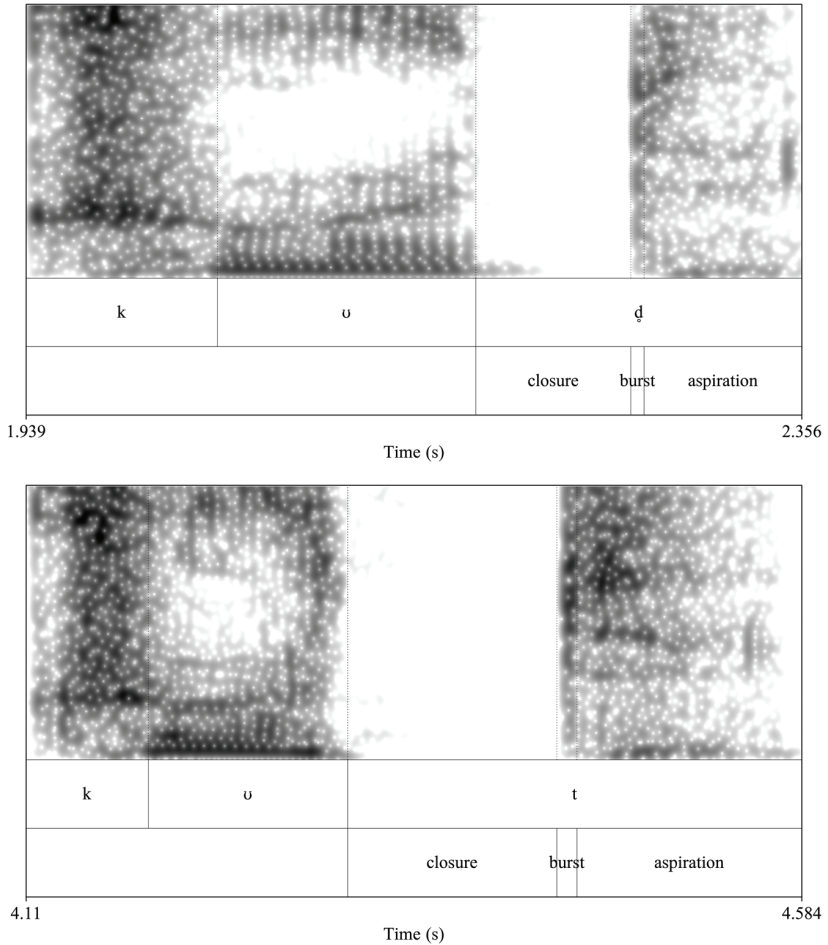 k ʊ d̥
closure burst aspiration
1.939 2.356
Time (s)
k ʊ t
closure burst aspiration
4.11 4.584
Time (s)